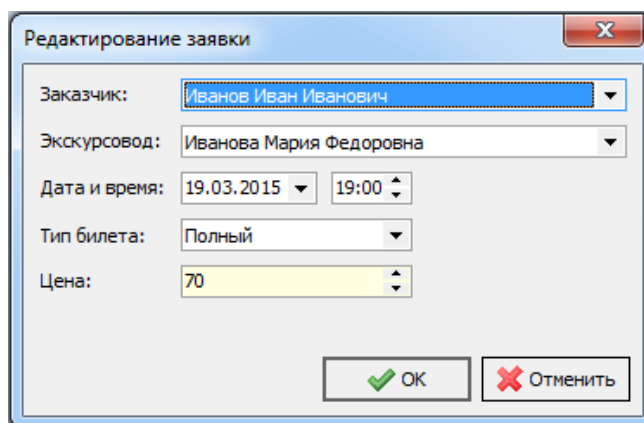 Редактирование заявки
Заказчик: Иванов Иван Иванович
Экскурсовод: Иванова Мария Федоровна
Дата и время: 19.03.2015 19:00
Тип билета: Полный
Цена: 70
OK Отменить